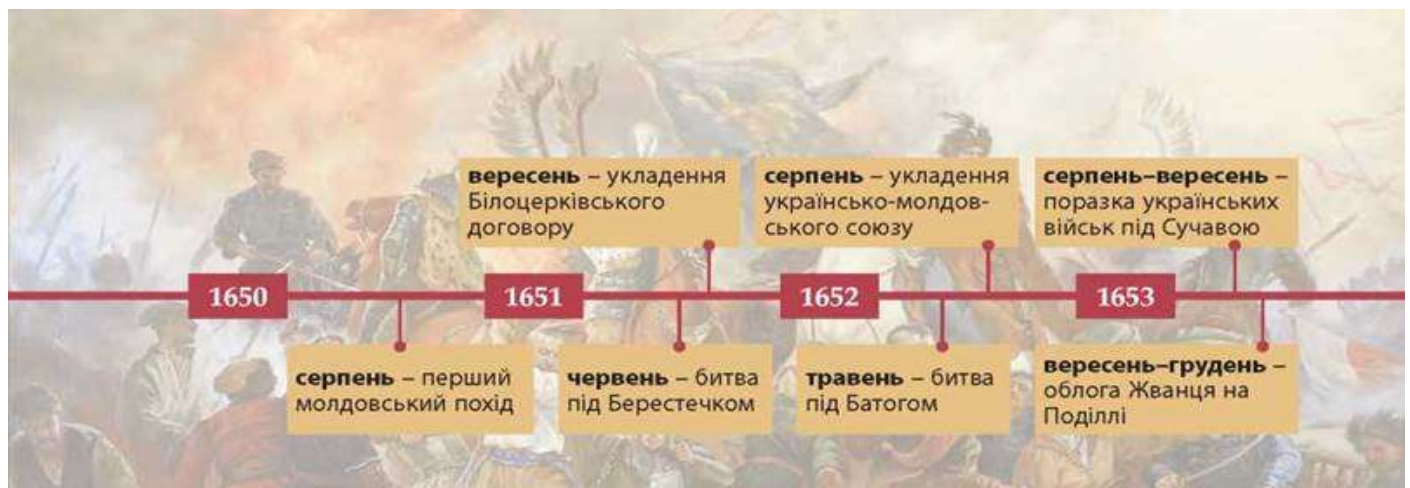 вересень – укладення
Білоцерківського
договору
серпень – укладення
українсько-молдов-
ського союзу
серпень–вересень –
поразка українських
військ під Сучавою
1650
1651
1652
1653
серпень – перший
молдовський похід
червень – битва
під Берестечком
травень – битва
під Батогом
вересень–грудень –
облога Жванця на
Поділлі